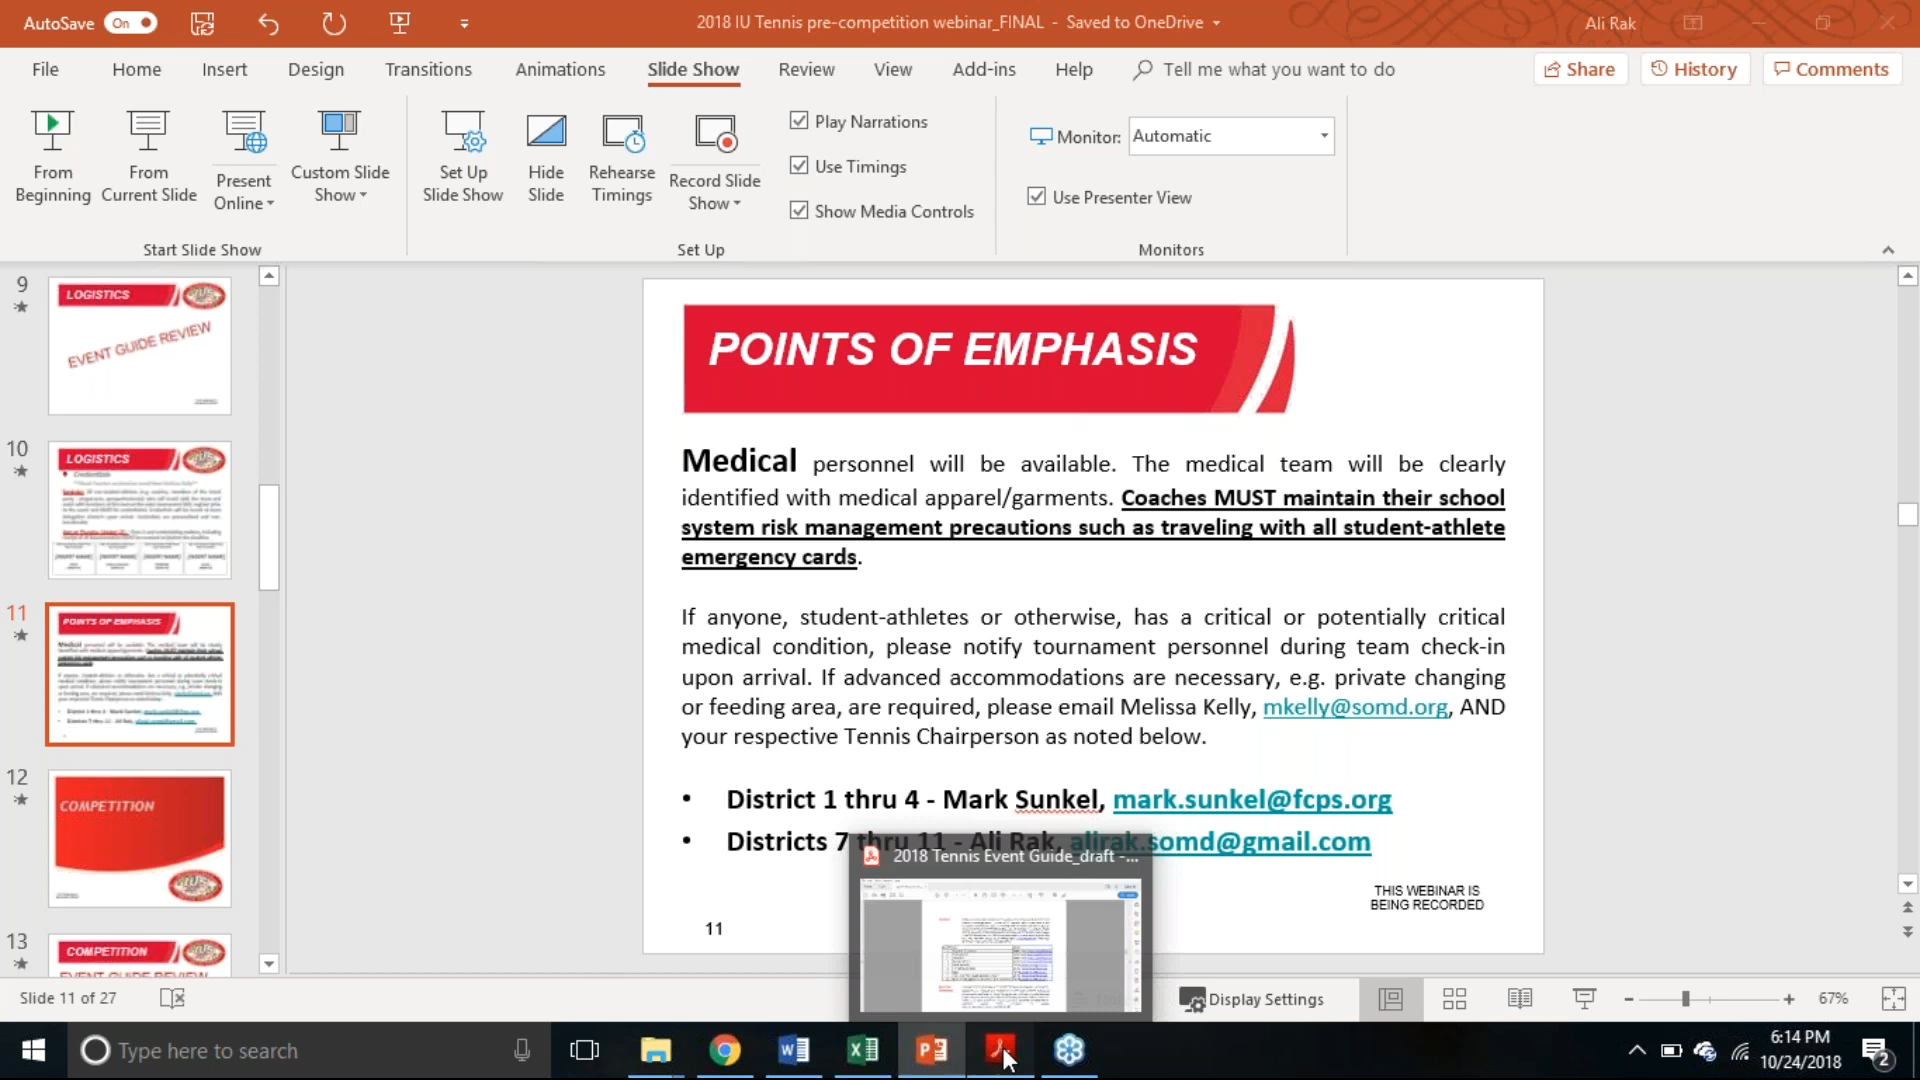 AutoSave On 2018 IU Tennis pre-competition webinar_FINAL - Saved to OneDrive Ali Rak
File Home Insert Design Transitions Animations Slide Show Review View Add-ins Help Tell me what you want to do Share History Comments
From Beginning
From Current Slide
Present Online
Custom Slide Show
Set Up Slide Show
Hide Slide
Rehearse Timings
Record Slide Show
Play Narrations
Use Timings
Show Media Controls
Monitor: Automatic
Use Presenter View
Start Slide Show Set Up Monitors
9
LOGISTICS
EVENT GUIDE REVIEW
10
LOGISTICS
11
POINTS OF EMPHASIS
12
COMPETITION
13
COMPETITION
EVENT GUIDE REVIEW
POINTS OF EMPHASIS
Medical personnel will be available. The medical team will be clearly
identified with medical apparel/garments. Coaches MUST maintain their school
system risk management precautions such as traveling with all student-athlete
emergency cards.
If anyone, student-athletes or otherwise, has a critical or potentially critical
medical condition, please notify tournament personnel during team check-in
upon arrival. If advanced accommodations are necessary, e.g. private changing
or feeding area, are required, please email Melissa Kelly, mkelly@somd.org, AND
your respective Tennis Chairperson as noted below.
• District 1 thru 4 - Mark Sunkel, mark.sunkel@fcps.org
• Districts 7 thru 11 - Ali Rak, alirak.somd@gmail.com
2018 Tennis Event Guide_draft -...
THIS WEBINAR IS
BEING RECORDED
11
Slide 11 of 27 Display Settings 67%
Type here to search
6:14 PM
10/24/2018
2